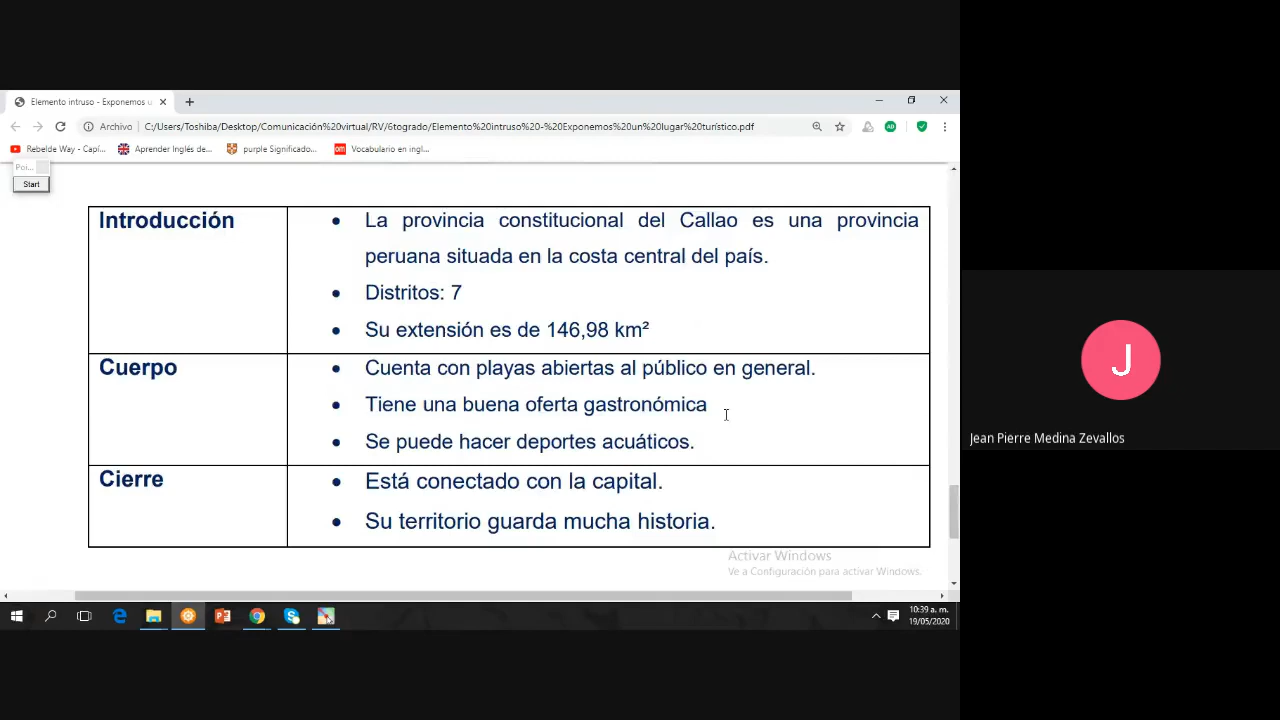 Elemento intruso - Exponemos u
Archivo
C:/Users/Toshiba/Desktop/Comunicación%20virtual/RV/6togrado/Elemento%20intruso%20-%20Exponemos%20un%20lugar%20turístico.pdf
Rebelde Way - Capí...
Aprender Inglés de...
purple Significado...
om
Vocabulario en ingl...
Poi...
Start
Introducción
• La provincia constitucional del Callao es una provincia
peruana situada en la costa central del país.
• Distritos: 7
• Su extensión es de 146,98 km²
Cuerpo
• Cuenta con playas abiertas al público en general.
• Tiene una buena oferta gastronómica
• Se puede hacer deportes acuáticos.
Cierre
• Está conectado con la capital.
• Su territorio guarda mucha historia.
Activar Windows
Ve a Configuración para activar Windows.
10:39 a. m.
19/05/2020
J
Jean Pierre Medina Zevallos